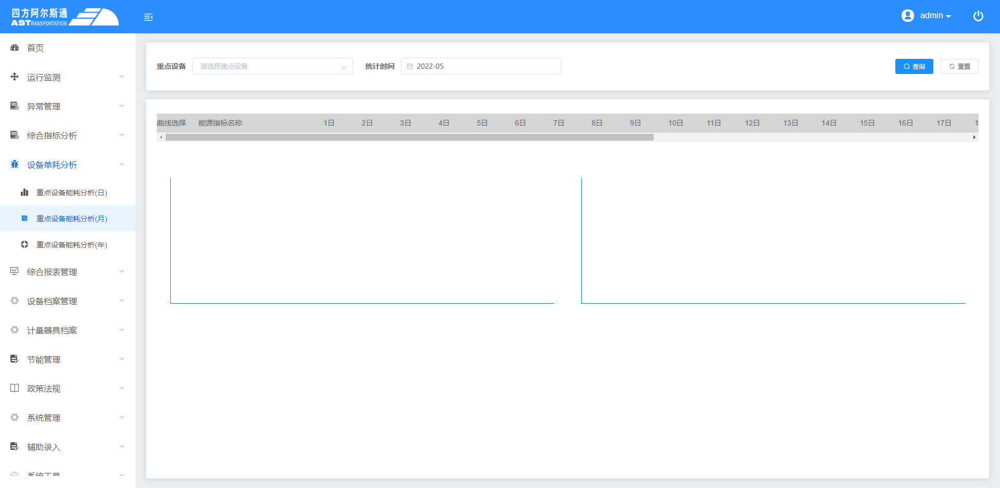 四方阿尔斯通
AST RANSPORTATION
admin
首页
运行监测
异常管理
综合指标分析
设备单耗分析
重点设备能耗分析(日)
重点设备能耗分析(月)
重点设备能耗分析(年)
综合报表管理
设备档案管理
计量器具档案
节能管理
政策法规
系统管理
辅助录入
系统工具
重点设备 请选择重点设备 统计时间 2022-05 查询 重置
曲线选择 能源指标名称 1日 2日 3日 4日 5日 6日 7日 8日 9日 10日 11日 12日 13日 14日 15日 16日 17日 1